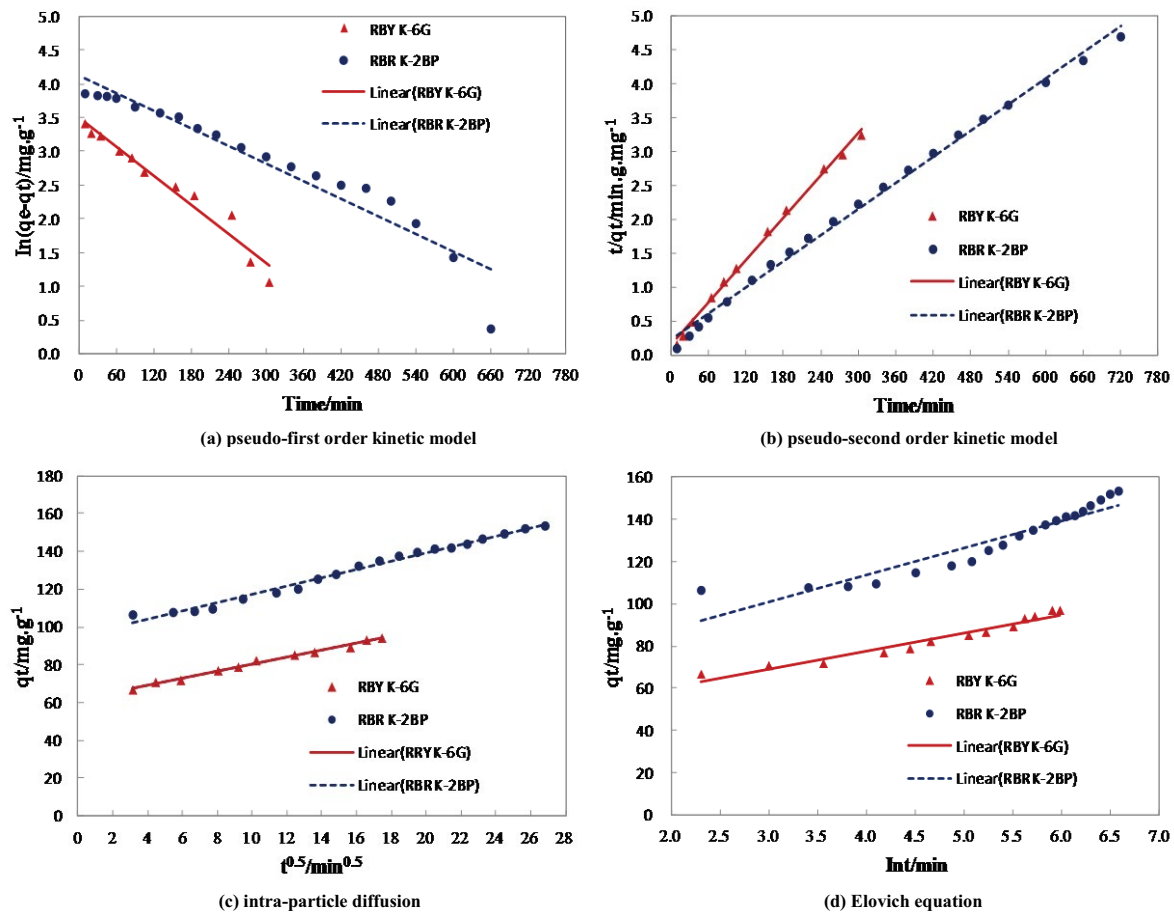 5.0
4.5
4.0
3.5
3.0
2.5
2.0
1.5
1.0
0.5
0.0
ln(qe-qt)/mg.g-1
RBY K-6G
RBR K-2BP
Linear(RBY K-6G)
Linear(RBR K-2BP)
0 60 120 180 240 300 360 420 480 540 600 660 720 780
Time/min
(a) pseudo-first order kinetic model
5.0
4.5
4.0
3.5
3.0
2.5
2.0
1.5
1.0
0.5
0.0
t/qt/min.g.mg-1
RBY K-6G
RBR K-2BP
Linear(RBY K-6G)
Linear(RBR K-2BP)
0 60 120 180 240 300 360 420 480 540 600 660 720 780
Time/min
(b) pseudo-second order kinetic model
180
160
140
120
100
80
60
40
20
0
qt/mg.g-1
RBY K-6G
RBR K-2BP
Linear(RRY K-6G)
Linear(RBR K-2BP)
0 2 4 6 8 10 12 14 16 18 20 22 24 26 28
t0.5/min0.5
(c) intra-particle diffusion
160
140
120
100
80
60
40
20
0
qt/mg.g-1
RBY K-6G
RBR K-2BP
Linear(RBY K-6G)
Linear(RBR K-2BP)
2.0 2.5 3.0 3.5 4.0 4.5 5.0 5.5 6.0 6.5 7.0
lnt/min
(d) Elovich equation